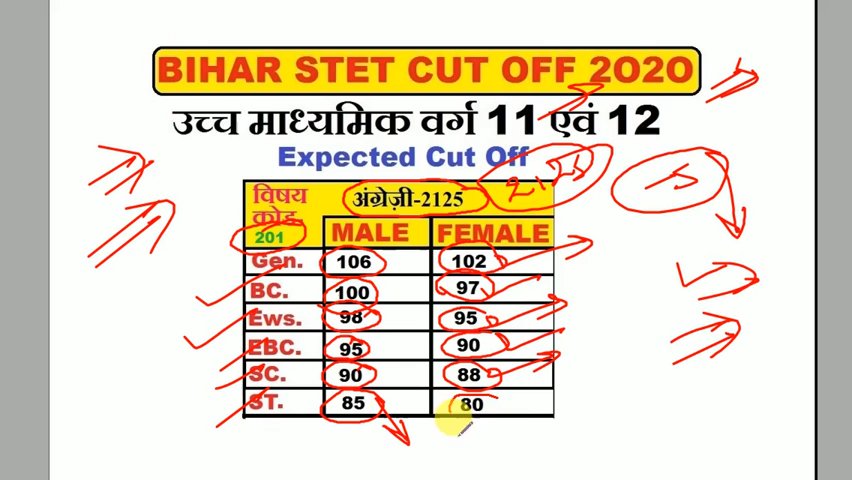 BIHAR STET CUT OFF 2020
उच्च माध्यमिक वर्ग 11 एवं 12
Expected Cut Off
विषय कोड. 201 अंग्रेज़ी-2125 2125
MALE FEMALE
Gen. 106 102
BC. 100 97
Ews. 98 95
EBC. 95 90
SC. 90 88
ST. 85 80